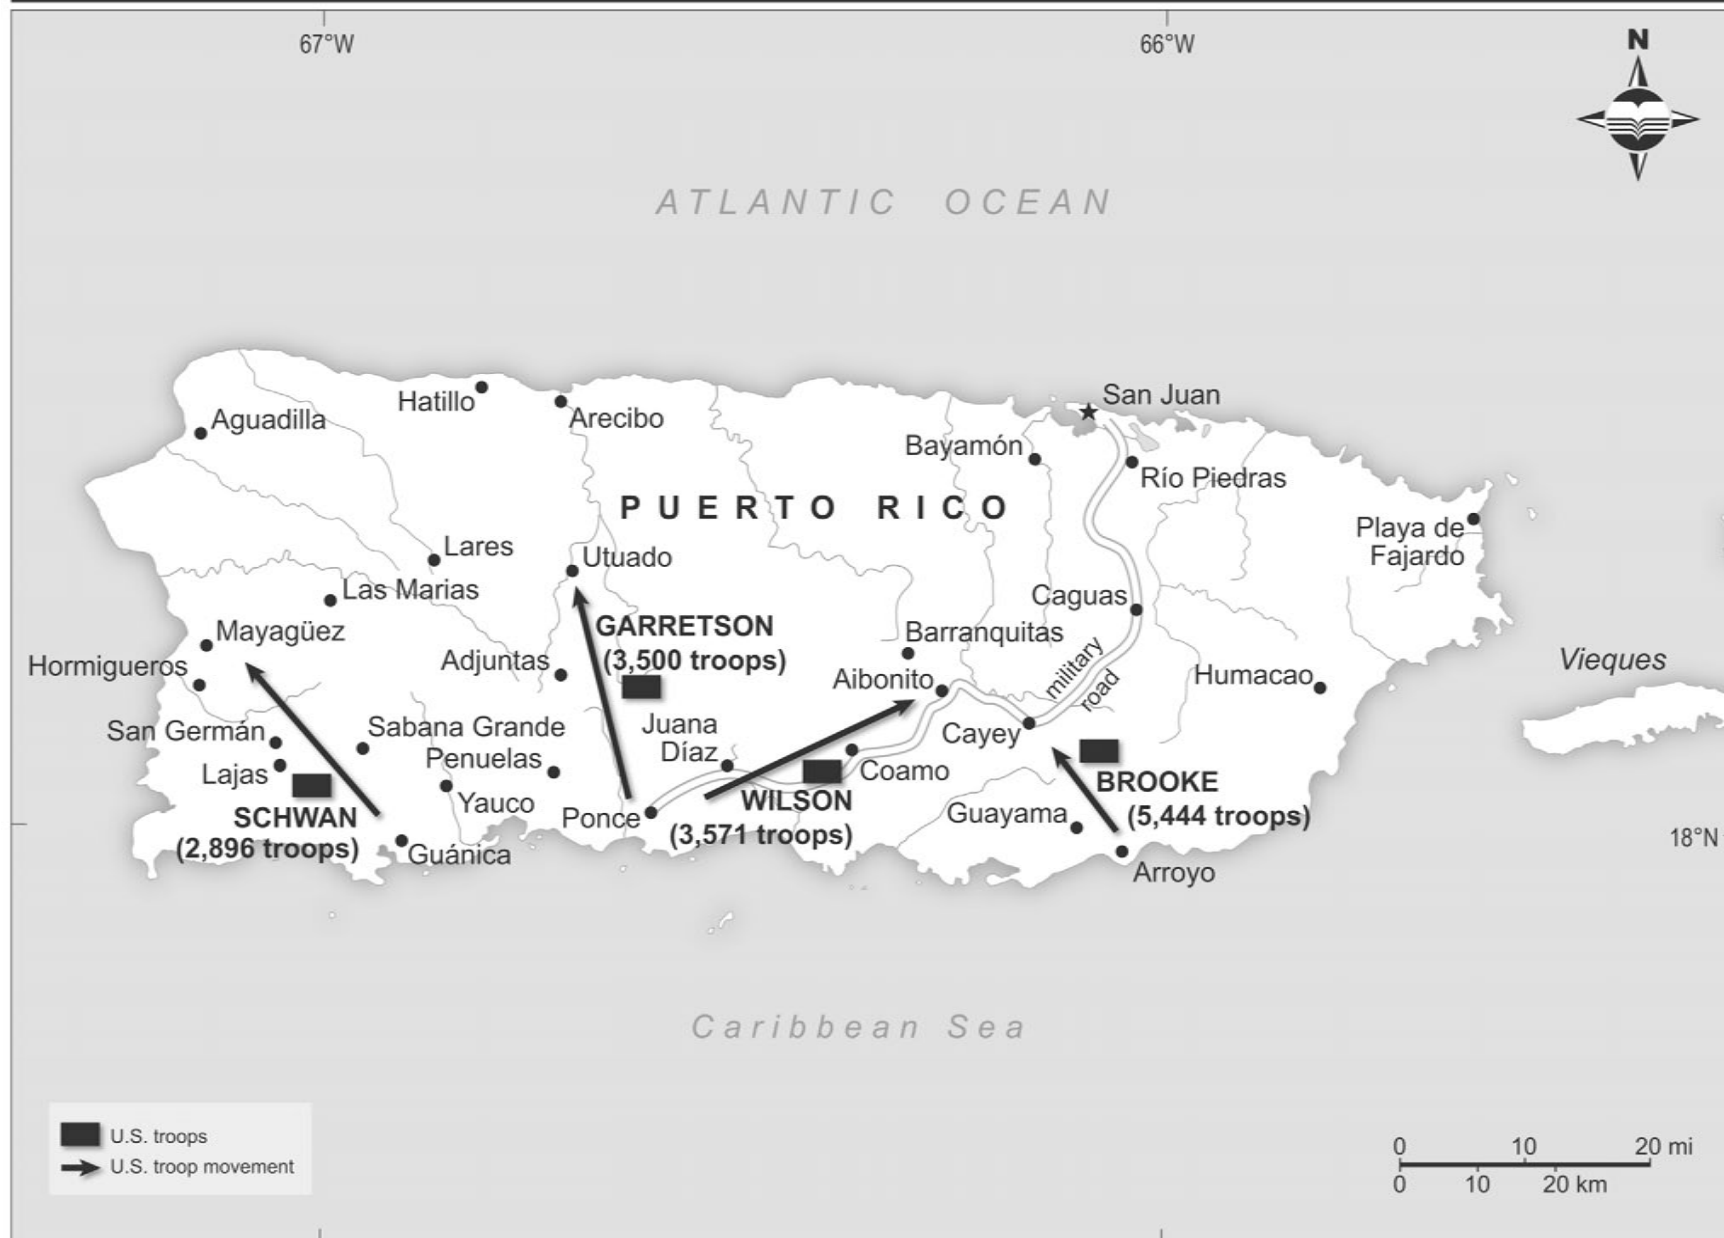 67°W
66°W
N
ATLANTIC OCEAN
San Juan
Hatillo
Arecibo
Aguadilla
Bayamón
Río Piedras
PUERTO RICO
Playa de
Fajardo
Lares
Utuado
Las Marias
Caguas
Mayagüez
GARRETSON
(3,500 troops)
Barranquitas
Hormigueros
Adjuntas
Aibonito
military
road
Vieques
Humacao
San Germán
Sabana Grande
Juana
Díaz
Cayey
Penuelas
Lajas
Coamo
BROOKE
(5,444 troops)
Yauco
WILSON
(3,571 troops)
SCHWAN
(2,896 troops)
Ponce
Guayama
18°N
Guánica
Arroyo
Caribbean Sea
U.S. troops
U.S. troop movement
0 10 20 mi
0 10 20 km